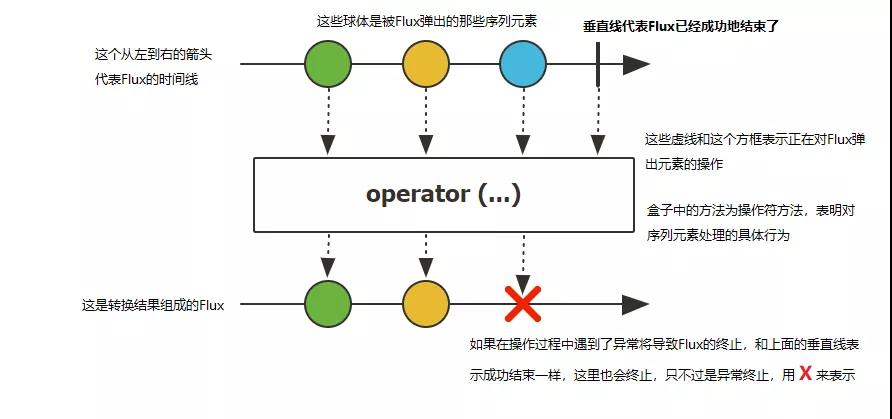 这些球体是被Flux弹出的那些序列元素
垂直线代表Flux已经成功地结束了
这个从左到右的箭头
代表Flux的时间线
这些虚线和这个方框表示正在对Flux弹
出元素的操作
operator (...)
盒子中的方法为操作符方法，表明对
序列元素处理的具体行为
这是转换结果组成的Flux
如果在操作过程中遇到了异常将导致Flux的终止，和上面的垂直线表
示成功结束一样，这里也会终止，只不过是异常终止，用 X 来表示